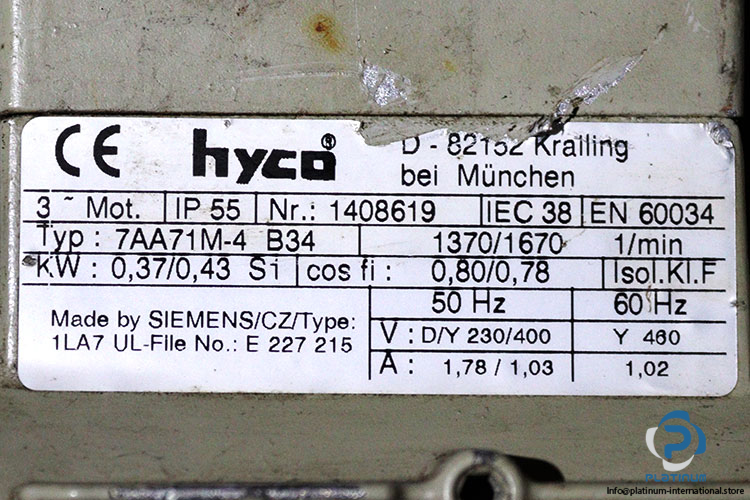 CE hyco ® D - 82152 Krailing
bei München
3 ~ Mot. IP 55 Nr.: 1408619 IEC 38 EN 60034
Typ : 7AA71M-4 B34 1370/1670 1/min
KW : 0,37/0,43 Si cos fi : 0,80/0,78 Isol.Kl.F
50 Hz 60 Hz
Made by SIEMENS/CZ/Type: V : D/Y 230/400 Y 460
1LA7 UL-File No.: E 227 215
A : 1,78 / 1,03 1,02
PLATINUM
Info@platinum-international.store